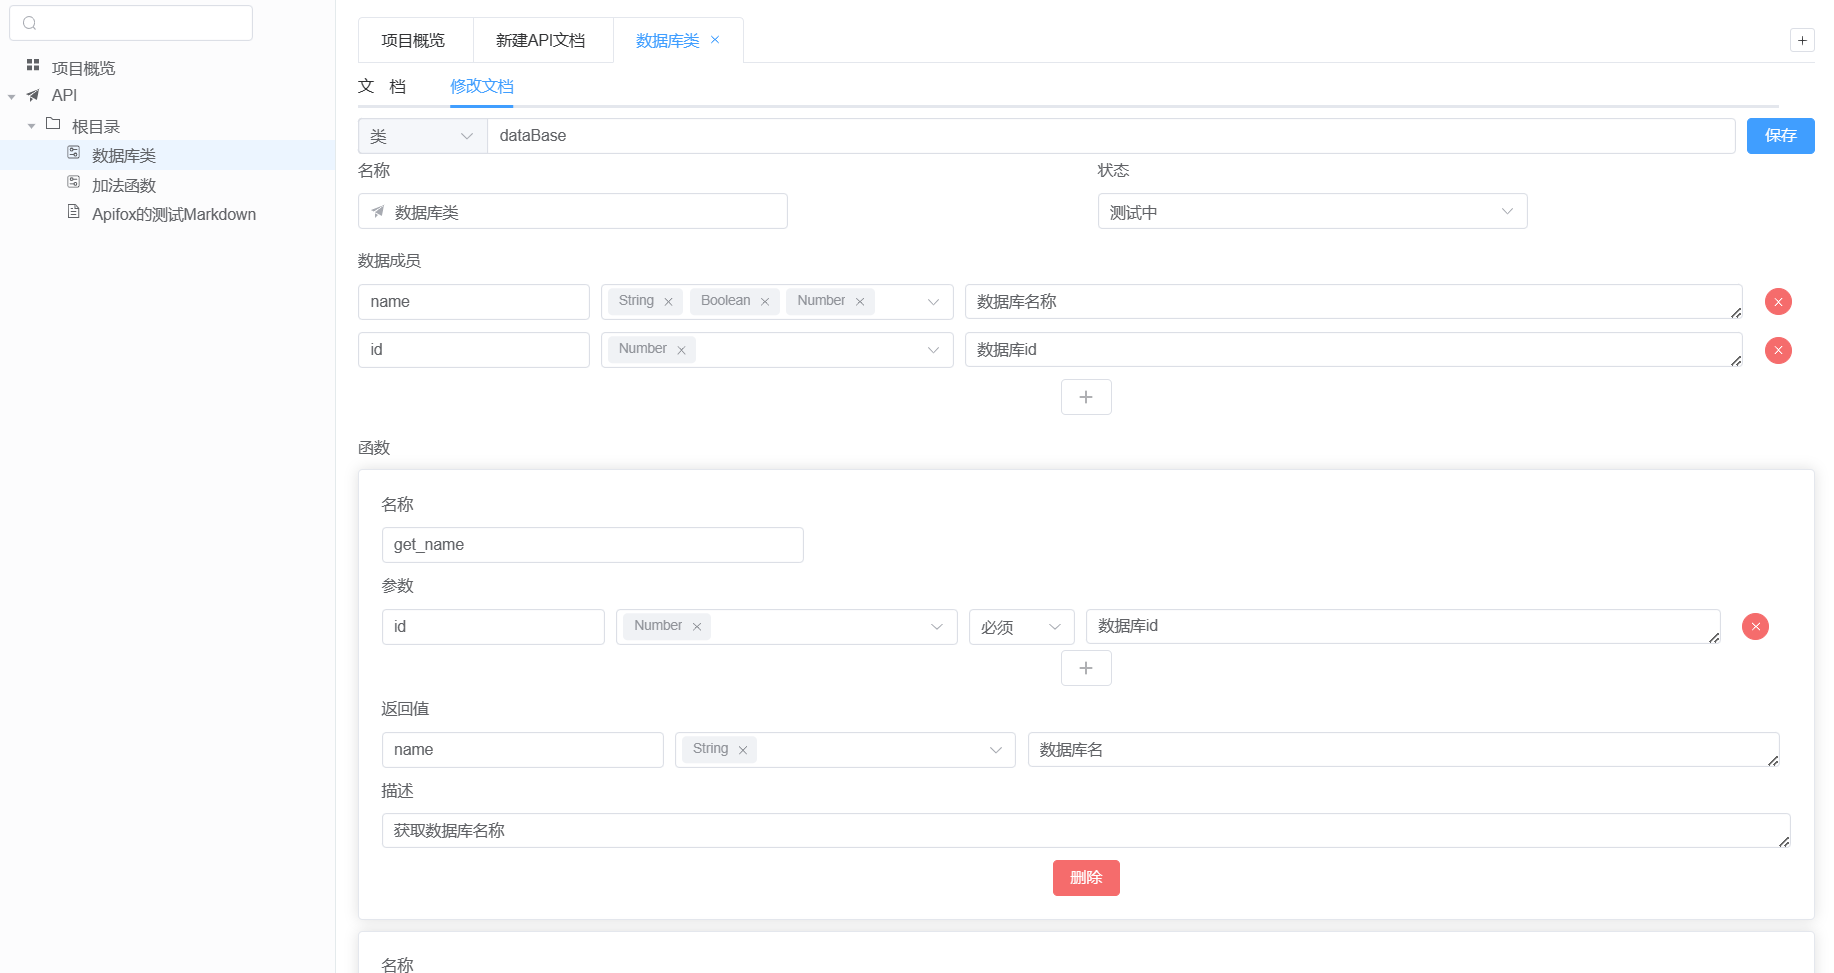 项目概览
API
根目录
数据库类
加法函数
Apifox的测试Markdown
项目概览 新建API文档 数据库类
文 档 修改文档
类 dataBase 保存
名称 状态
数据库类 测试中
数据成员
name String Boolean Number 数据库名称
id Number 数据库id
函数
名称
get_name
参数
id Number 必须 数据库id
返回值
name String 数据库名
描述
获取数据库名称
删除
名称